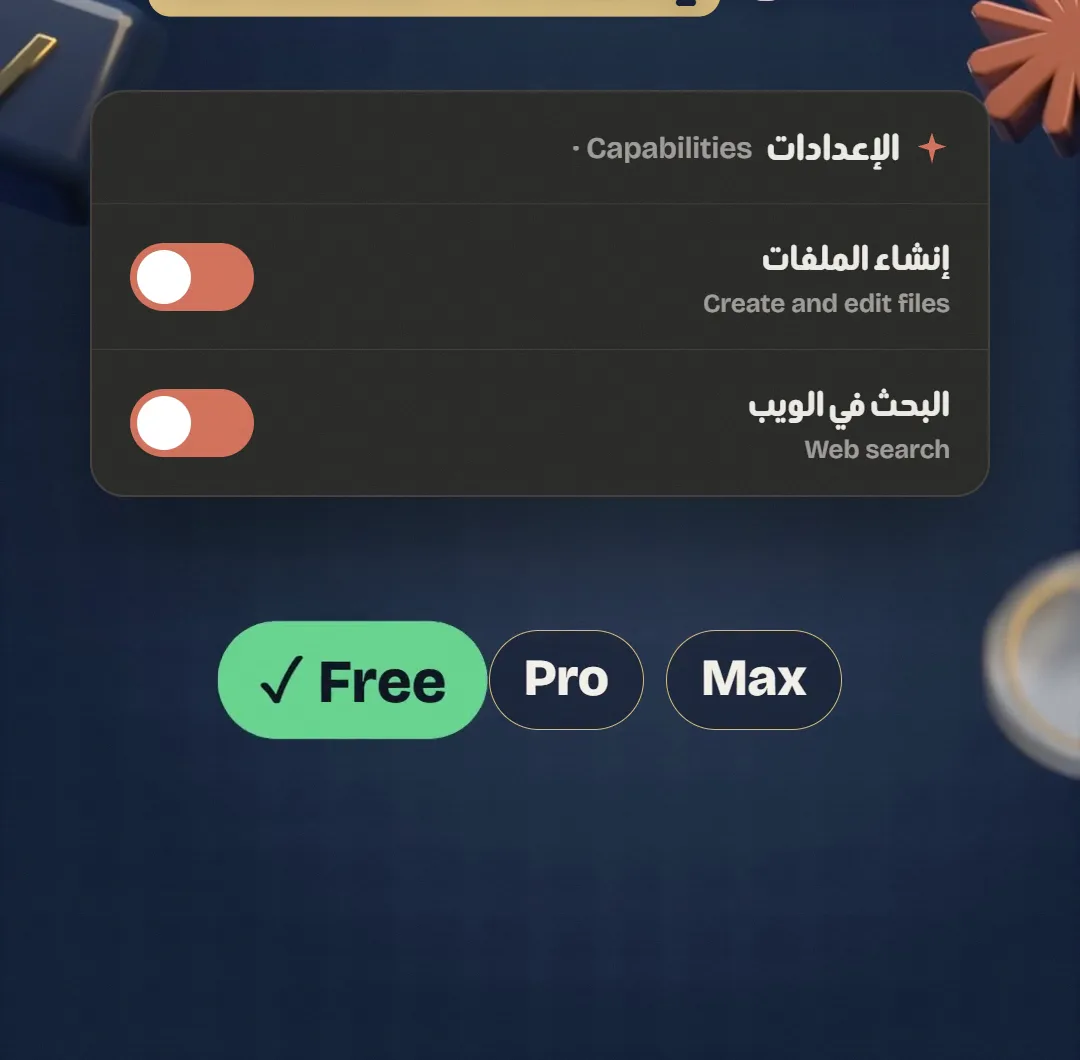 الإعدادات Capabilities ·
إنشاء الملفات
Create and edit files
البحث في الويب
Web search
✓ Free
Pro
Max